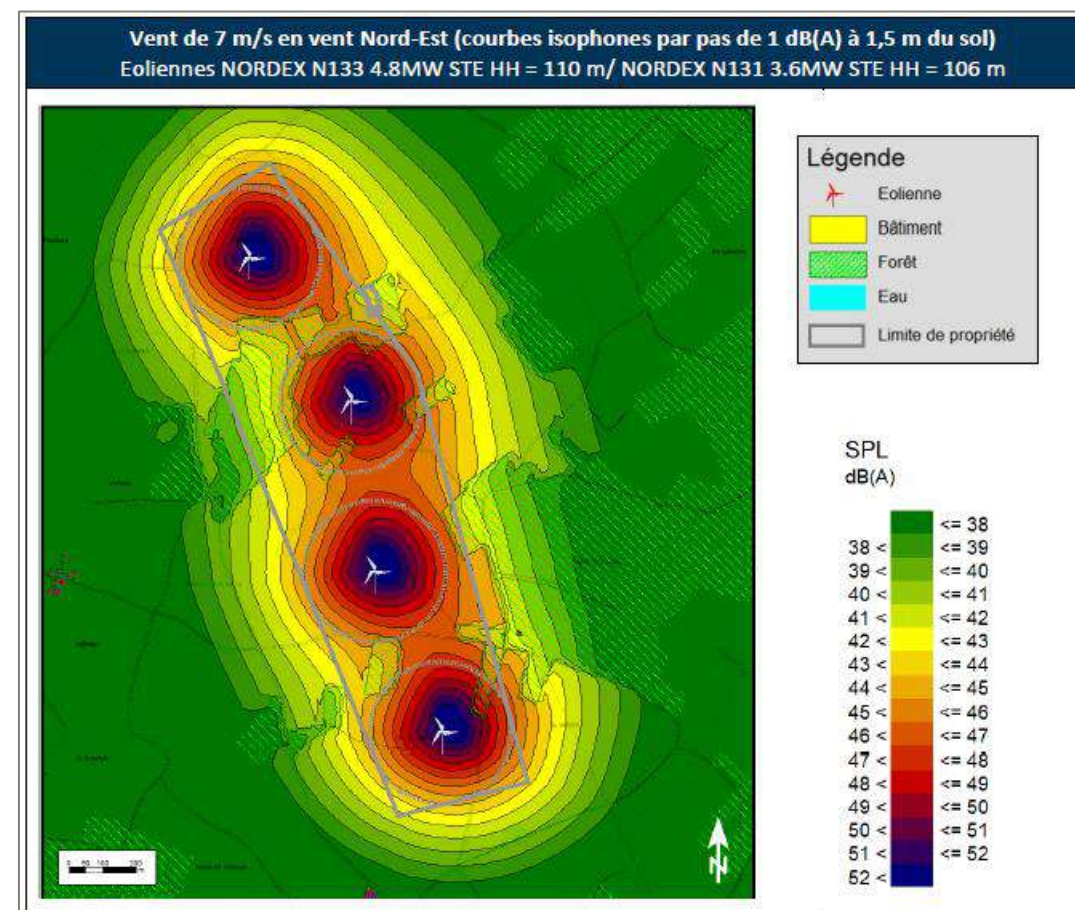 Vent de 7 m/s en vent Nord-Est (courbes isophones par pas de 1 dB(A) à 1,5 m du sol)
Eoliennes NORDEX N133 4.8MW STE HH = 110 m/ NORDEX N131 3.6MW STE HH = 106 m
Légende
Eolienne
Bâtiment
Forêt
Eau
Limite de propriété
SPL
dB(A)
<= 38
38 < <= 39
39 < <= 40
40 < <= 41
41 < <= 42
42 < <= 43
43 < <= 44
44 < <= 45
45 < <= 46
46 < <= 47
47 < <= 48
48 < <= 49
49 < <= 50
50 < <= 51
51 < <= 52
52 <
N